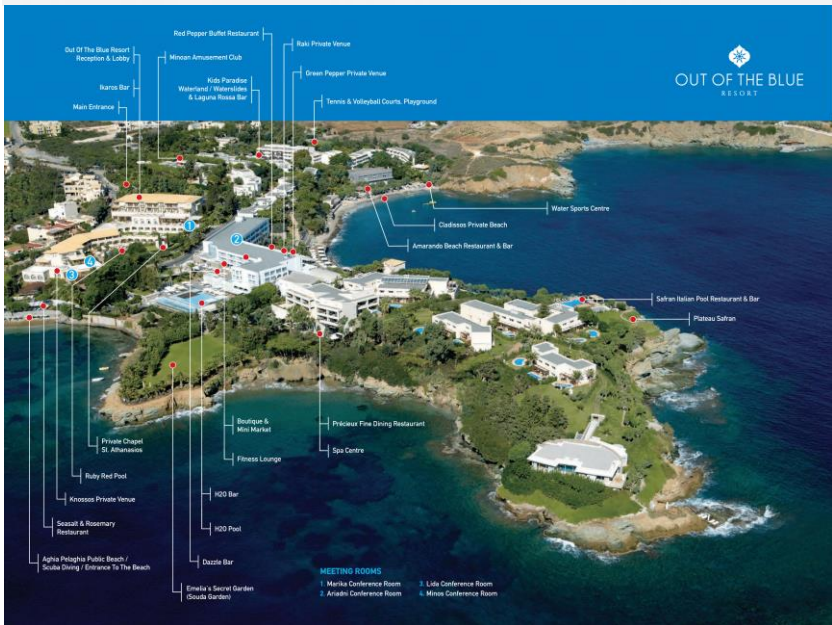 Red Pepper Buffet Restaurant
Raki Private Venue
Out Of The Blue Resort
Reception & Lobby
Minoan Amusement Club
Green Pepper Private Venue
OUT OF THE BLUE
RESORT
Ikaros Bar
Kids Paradise
Waterland / Waterslides
& Laguna Rossa Bar
Main Entrance
Tennis & Volleyball Courts, Playground
Water Sports Centre
Cladissos Private Beach
Amarando Beach Restaurant & Bar
1
2
4
3
Safran Italian Pool Restaurant & Bar
Plateau Safran
Boutique &
Mini Market
Précieux Fine Dining Restaurant
Private Chapel
St. Athanasios
Fitness Lounge
Spa Centre
Ruby Red Pool
H2O Bar
Knossos Private Venue
Seasalt & Rosemary
Restaurant
H2O Pool
Aghia Pelaghia Public Beach /
Scuba Diving / Entrance To The Beach
Dazzle Bar
Emelia's Secret Garden
(Souda Garden)
MEETING ROOMS
1. Marika Conference Room
2. Ariadni Conference Room
3. Lida Conference Room
4. Minos Conference Room